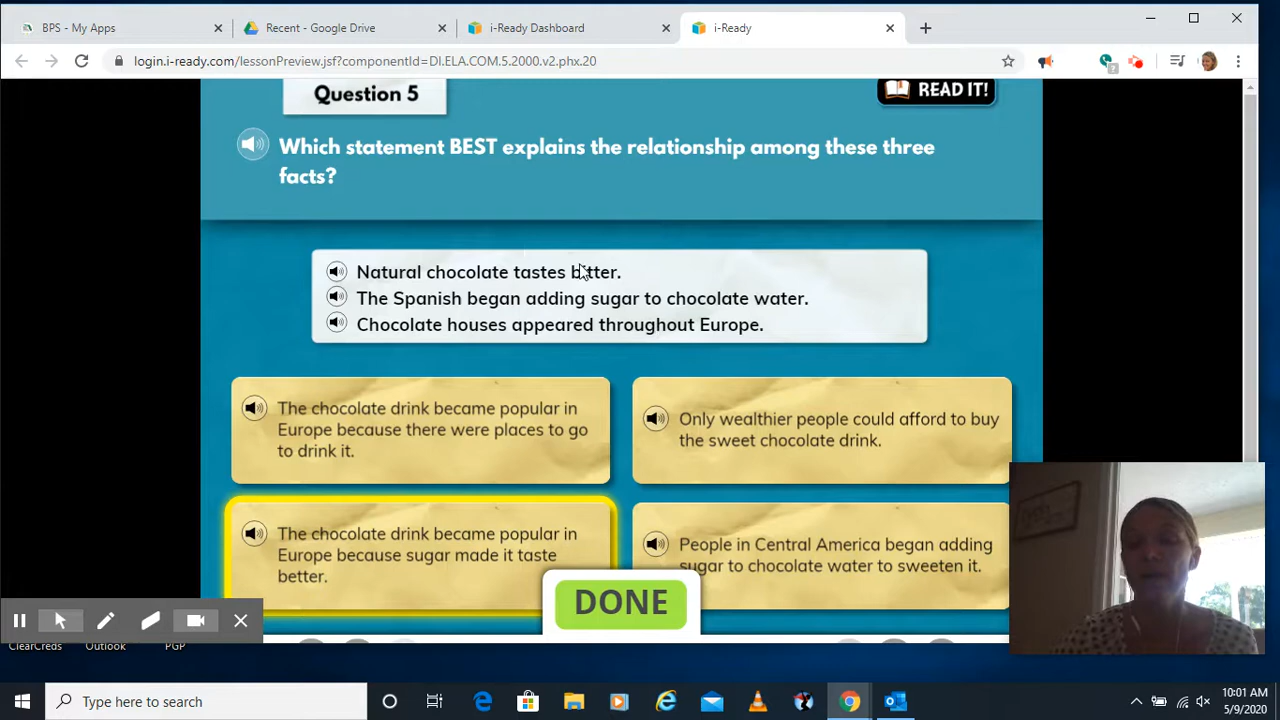 BPS - My Apps
Recent - Google Drive
i-Ready Dashboard
i-Ready
login.i-ready.com/lessonPreview.jsf?componentId=DI.ELA.COM.5.2000.v2.phx.20
Question 5
READ IT!
Which statement BEST explains the relationship among these three
facts?
Natural chocolate tastes bitter.
The Spanish began adding sugar to chocolate water.
Chocolate houses appeared throughout Europe.
The chocolate drink became popular in
Europe because there were places to go
to drink it.
Only wealthier people could afford to buy
the sweet chocolate drink.
The chocolate drink became popular in
Europe because sugar made it taste
better.
People in Central America began adding
sugar to chocolate water to sweeten it.
DONE
ClearCreds
Outlook
PGP
Type here to search
10:01 AM
5/9/2020